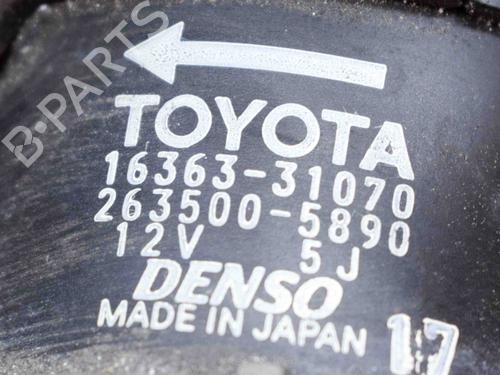 B-PARTS
TOYOTA
16363-31070
263500-5890
12V 5J
DENSO
MADE IN JAPAN 17